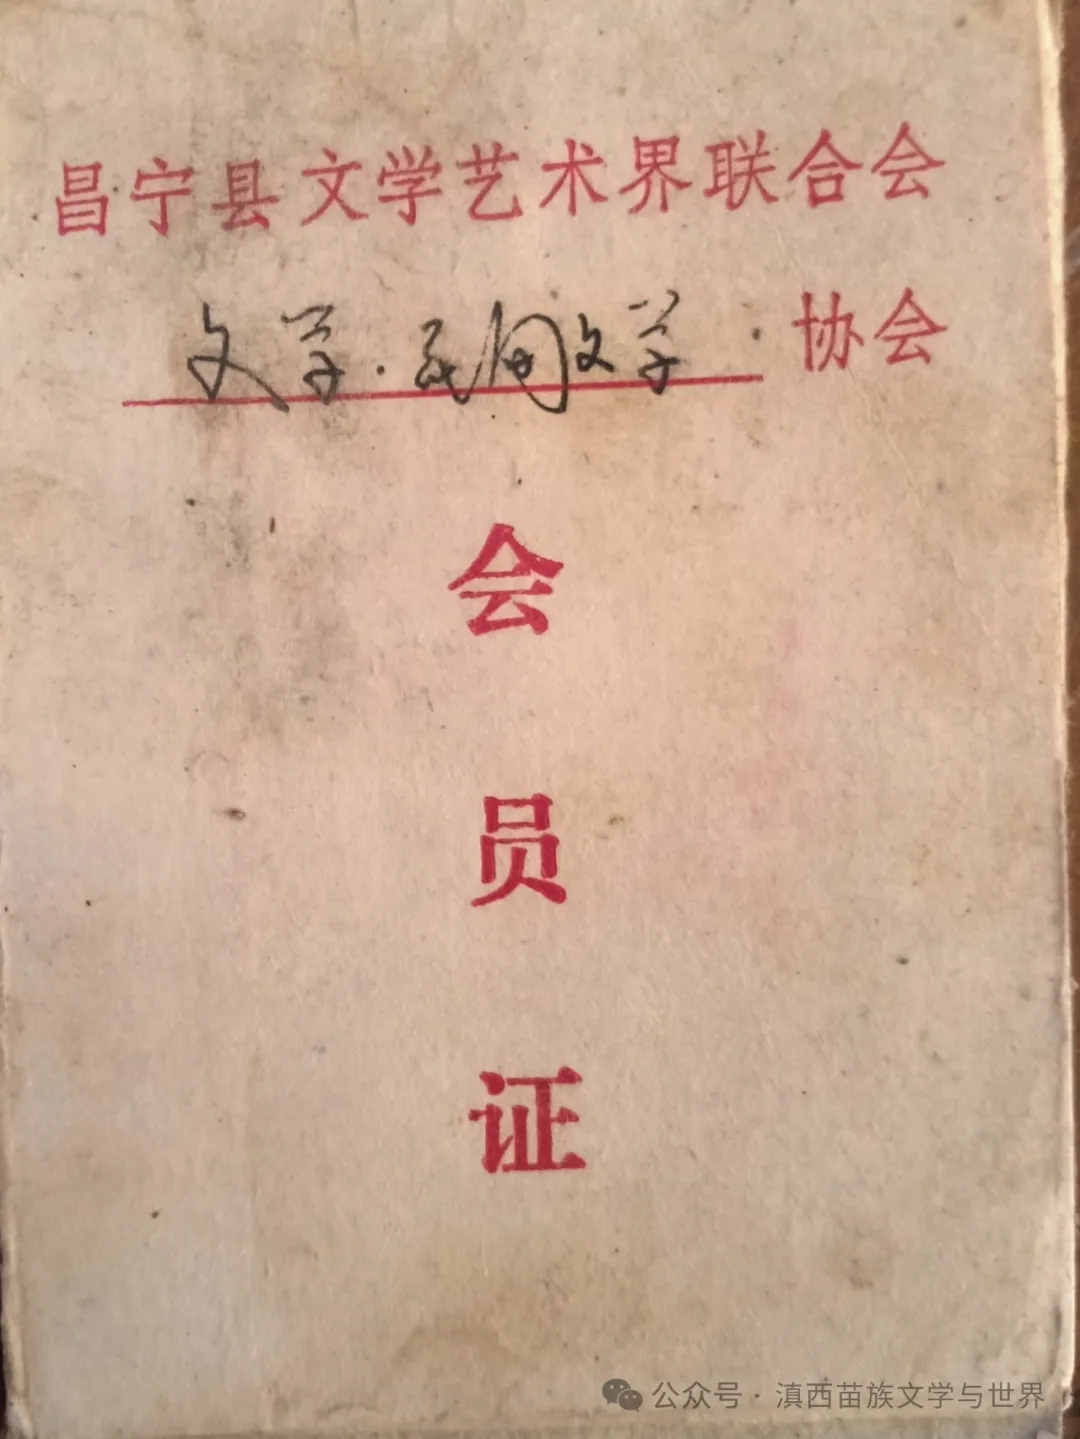 昌宁县文学艺术界联合会
文学·民间文学·协会
会
员
证
公众号·滇西苗族文学与世界